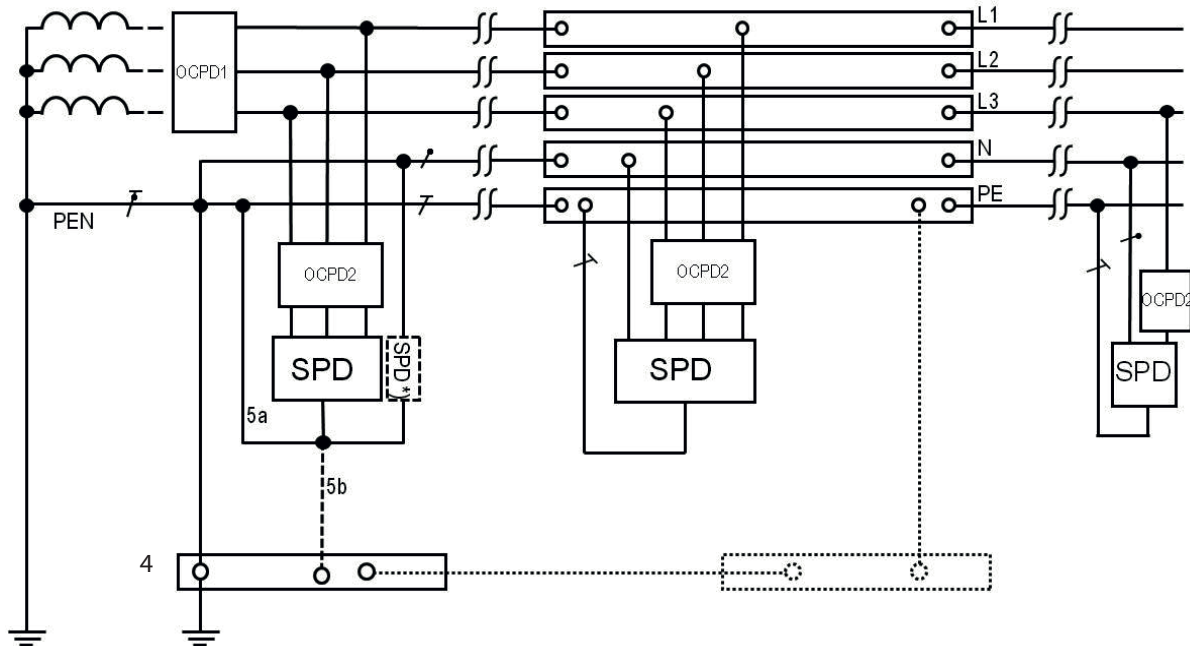 L1
OCPD1
L2
L3
N
PEN
PE
OCPD2
OCPD2
OCPD2
SPD
SPD*)
SPD
SPD
5a
5b
4